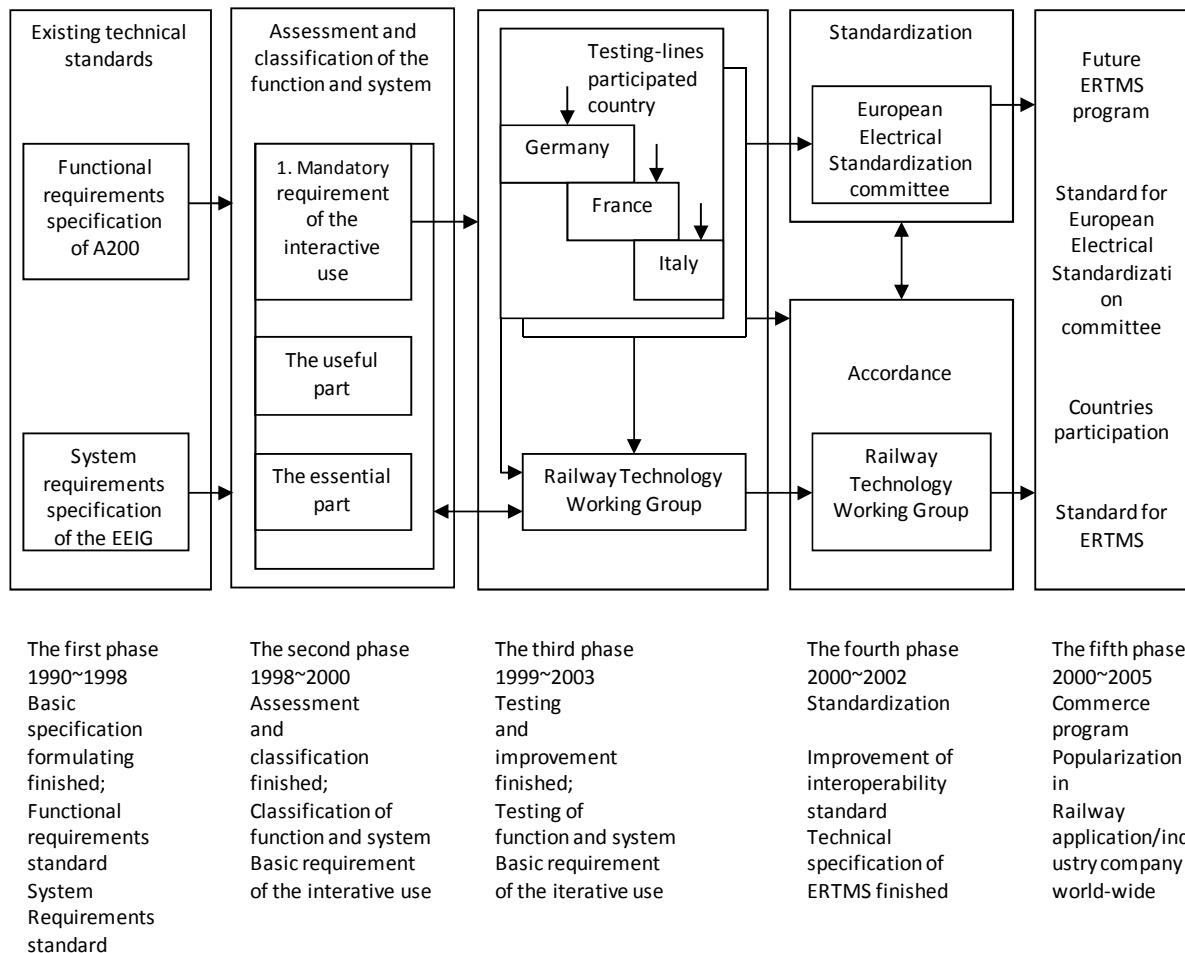 Existing technical
standards
Functional
requirements
specification
of A200
System
requirements
specification
of the EEIG
Assessment and
classification of the
function and system
1. Mandatory
requirement
of the
interactive
use
The useful
part
The essential
part
Testing-lines
participated
country
Germany
France
Italy
Railway Technology
Working Group
Standardization
European
Electrical
Standardization
committee
Accordance
Railway
Technology
Working Group
Future
ERTMS
program
Standard for
European
Electrical
Standardizati
on
committee
Countries
participation
Standard for
ERTMS
The first phase
1990~1998
Basic
specification
formulating
finished;
Functional
requirements
standard
System
Requirements
standard
The second phase
1998~2000
Assessment
and
classification
finished;
Classification of
function and system
Basic requirement
of the interative use
The third phase
1999~2003
Testing
and
improvement
finished;
Testing of
function and system
Basic requirement
of the iterative use
The fourth phase
2000~2002
Standardization
Improvement of
interoperability
standard
Technical
specification of
ERTMS finished
The fifth phase
2000~2005
Commerce
program
Popularization
in
Railway
application/ind
ustry company
world-wide